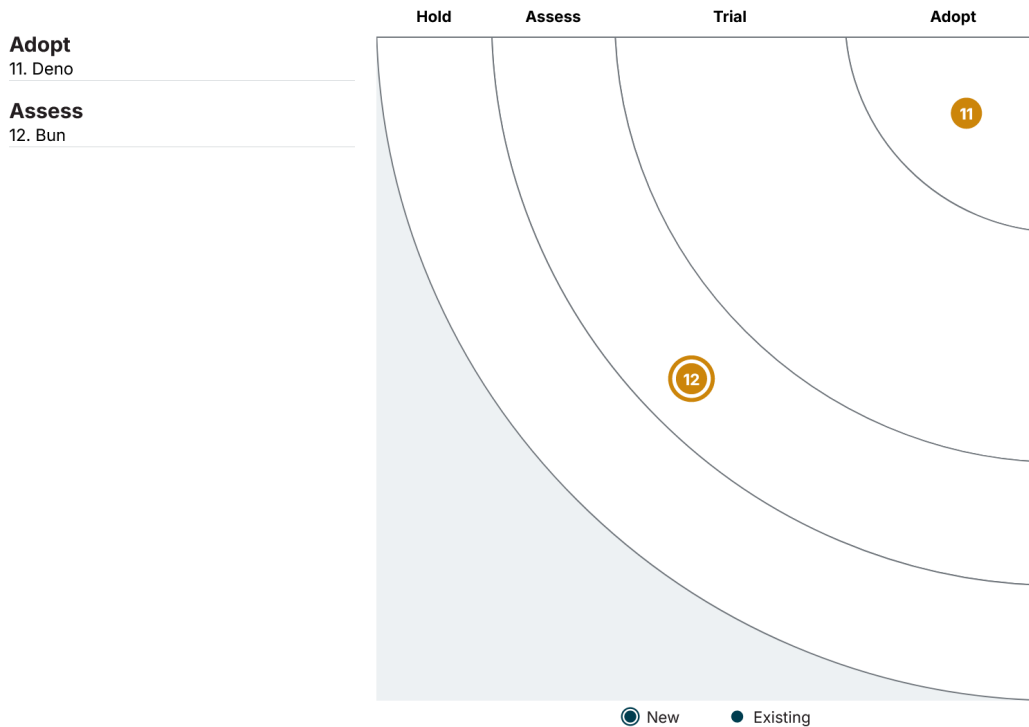 Hold Assess Trial Adopt
Adopt
11. Deno
Assess
12. Bun
11
12
New Existing